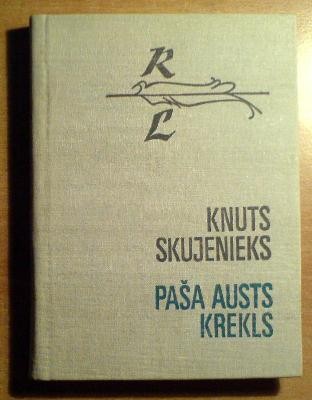 R
L
KNUTS
SKUJENIEKS
PAŠA AUSTS
KREKLS